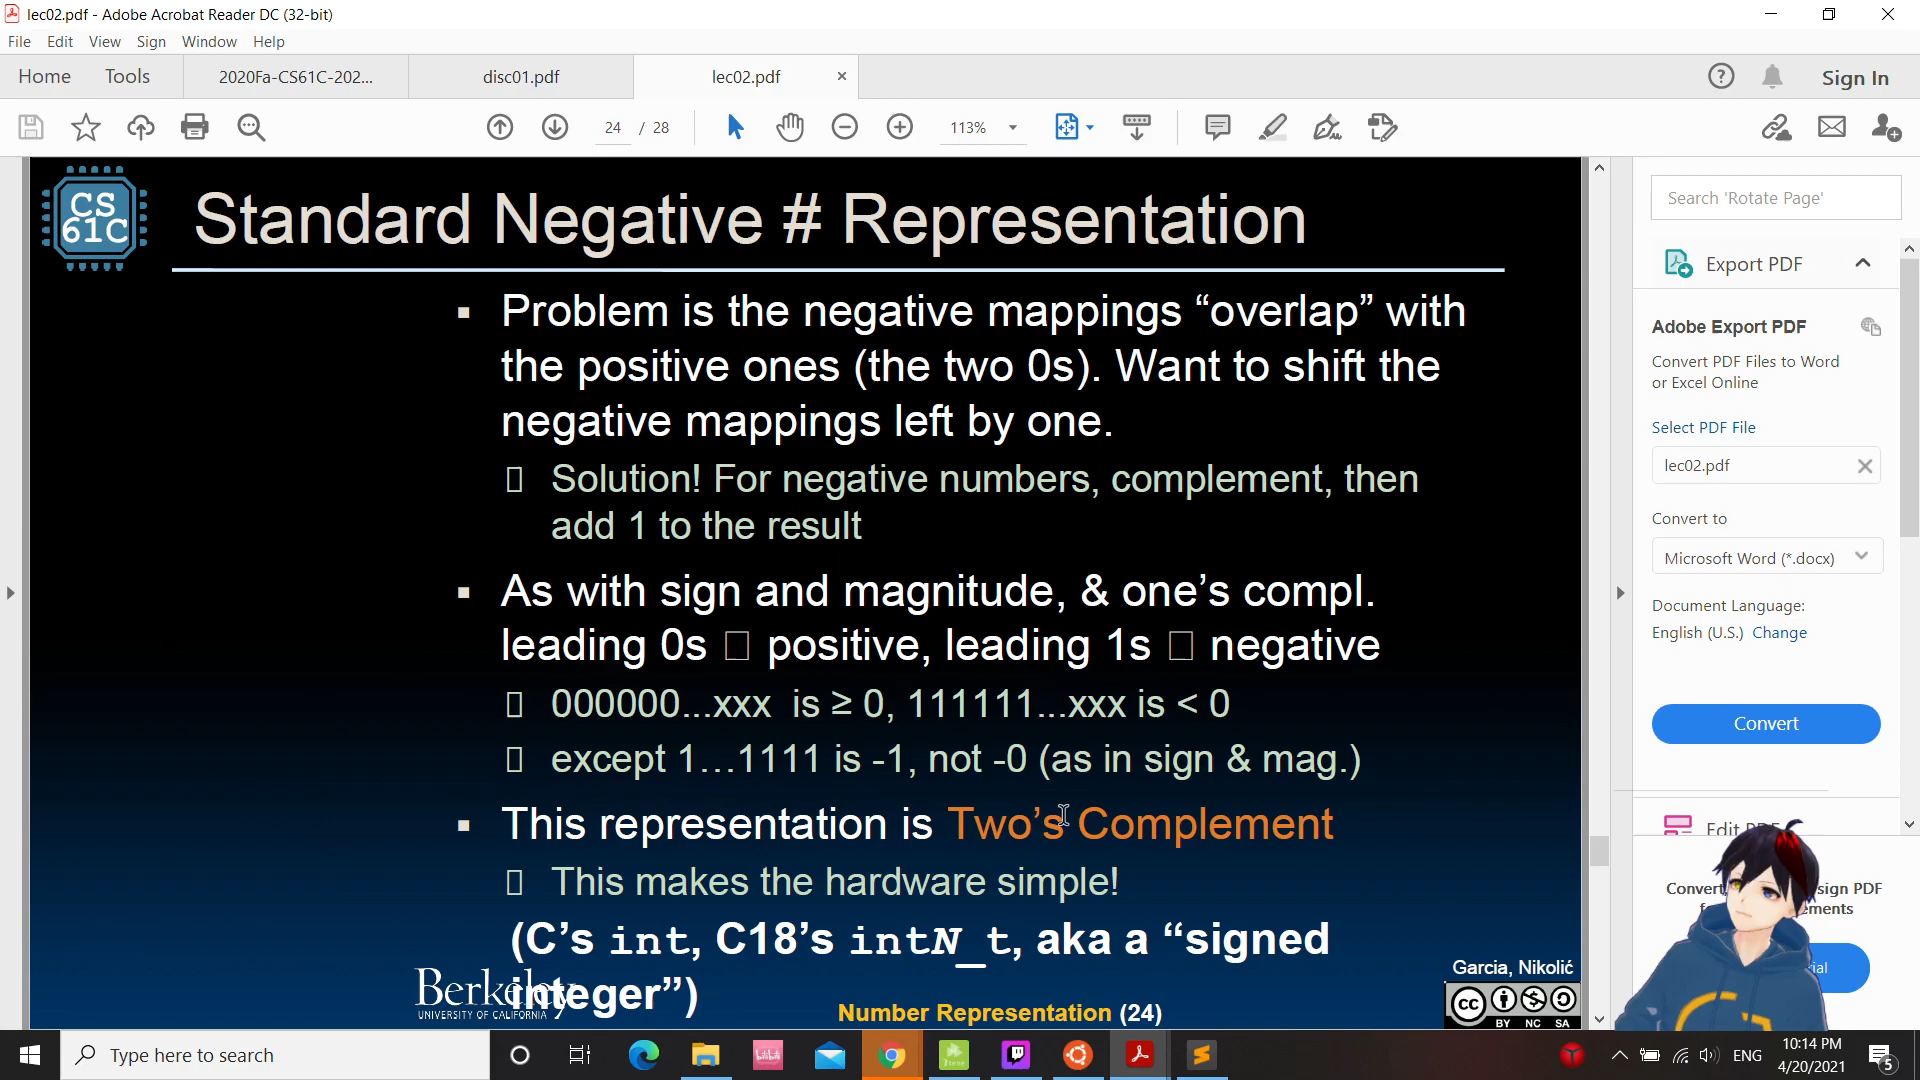 lec02.pdf - Adobe Acrobat Reader DC (32-bit)
File Edit View Sign Window Help
Home Tools 2020Fa-CS61C-202... disc01.pdf lec02.pdf Sign In
24 / 28 113%
CS
61C
Standard Negative # Representation
Problem is the negative mappings “overlap” with
the positive ones (the two 0s). Want to shift the
negative mappings left by one.
Solution! For negative numbers, complement, then
add 1 to the result
As with sign and magnitude, & one’s compl.
leading 0s positive, leading 1s negative
000000...xxx is ≥ 0, 111111...xxx is < 0
except 1…1111 is -1, not -0 (as in sign & mag.)
This representation is Two’s Complement
This makes the hardware simple!
(C’s int, C18’s intN_t, aka a “signed
integer”)
Berkeley
UNIVERSITY OF CALIFORNIA
Number Representation (24)
Garcia, Nikolić
cc
BY NC SA
Search 'Rotate Page'
Export PDF
Adobe Export PDF
Convert PDF Files to Word
or Excel Online
Select PDF File
lec02.pdf
Convert to
Microsoft Word (*.docx)
Document Language:
English (U.S.) Change
Convert
Edit
sign PDF
Type here to search
ENG
10:14 PM
4/20/2021
5